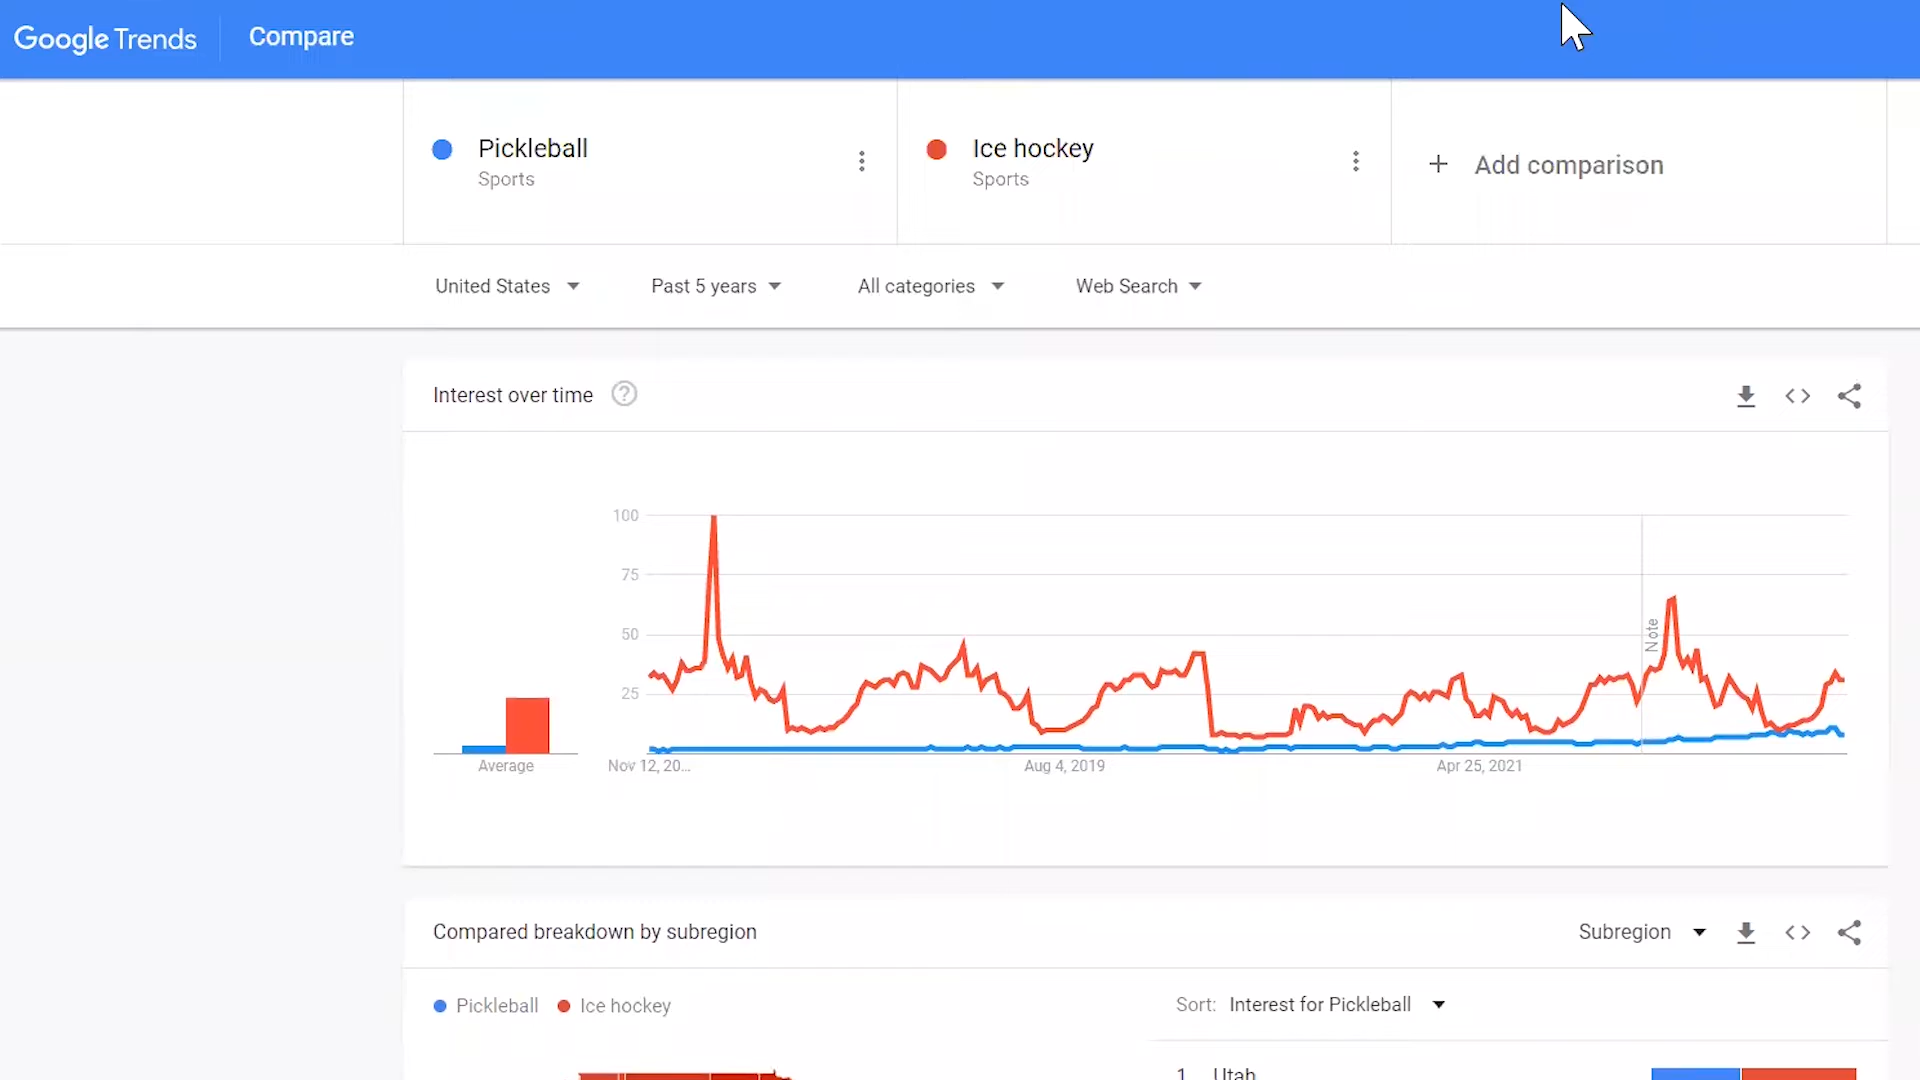 Google Trends
Compare
Pickleball
Sports
Ice hockey
Sports
+ Add comparison
United States
Past 5 years
All categories
Web Search
Interest over time
100
75
50
25
Note
Average
Nov 12, 20...
Aug 4, 2019
Apr 25, 2021
Compared breakdown by subregion
Subregion
Pickleball
Ice hockey
Sort: Interest for Pickleball
1 Utah